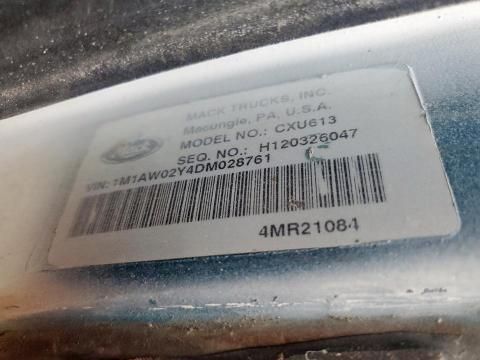 MACK TRUCKS, INC.
Macungie, PA, U.S.A.
MODEL NO.: CXU613
SEQ. NO.: H120326047
VIN: 1M1AW02Y4DM028761
4MR21084